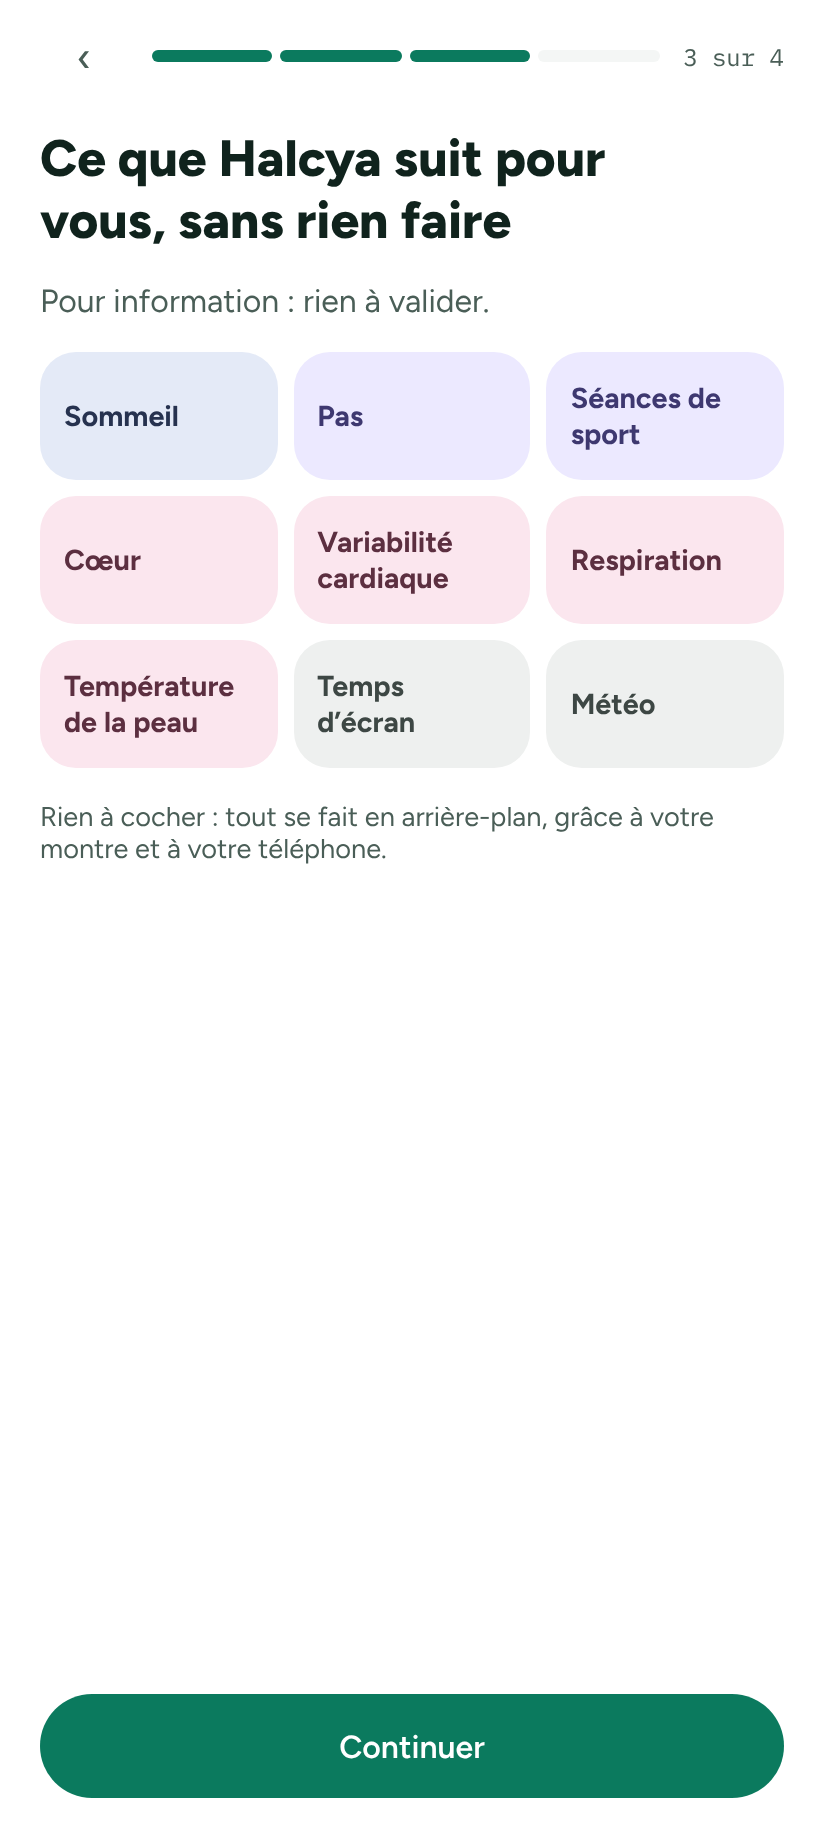 ‹
3 sur 4
Ce que Halcya suit pour
vous, sans rien faire
Pour information : rien à valider.
Sommeil
Pas
Séances de
sport
Cœur
Variabilité
cardiaque
Respiration
Température
de la peau
Temps
d’écran
Météo
Rien à cocher : tout se fait en arrière-plan, grâce à votre
montre et à votre téléphone.
Continuer